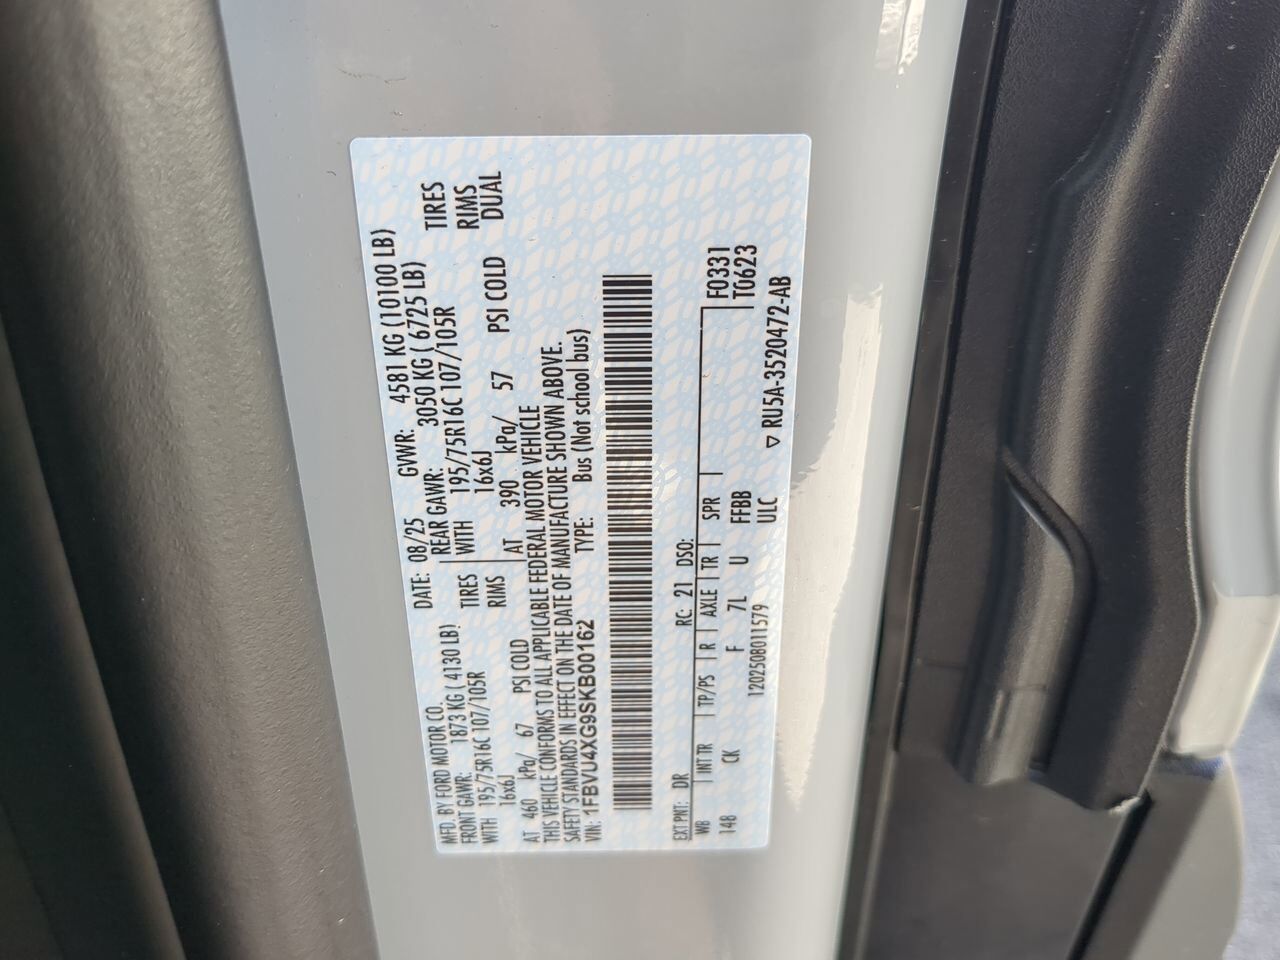 MFD. BY FORD MOTOR CO. DATE: 08/25 GVWR: 4581 KG (10100 LB)
FRONT GAWR: 1873 KG ( 4130 LB) REAR GAWR: 3050 KG ( 6725 LB)
WITH 195/75R16C 107/105R TIRES WITH 195/75R16C 107/105R TIRES
16x6J RIMS 16x6J RIMS
AT 460 kPa/ 67 PSI COLD AT 390 kPa/ 57 PSI COLD DUAL
THIS VEHICLE CONFORMS TO ALL APPLICABLE FEDERAL MOTOR VEHICLE
SAFETY STANDARDS IN EFFECT ON THE DATE OF MANUFACTURE SHOWN ABOVE.
VIN: 1FBVU4XG9SKB00162 TYPE: Bus (Not school bus)
EXT PNT: DR RC: 21 DSO:
WB INT TR TP/PS R AXLE TR SPR F0331
148 CK F 7L U FFBB T0623
1202508011579 ULC
▽ RU5A-3520472-AB